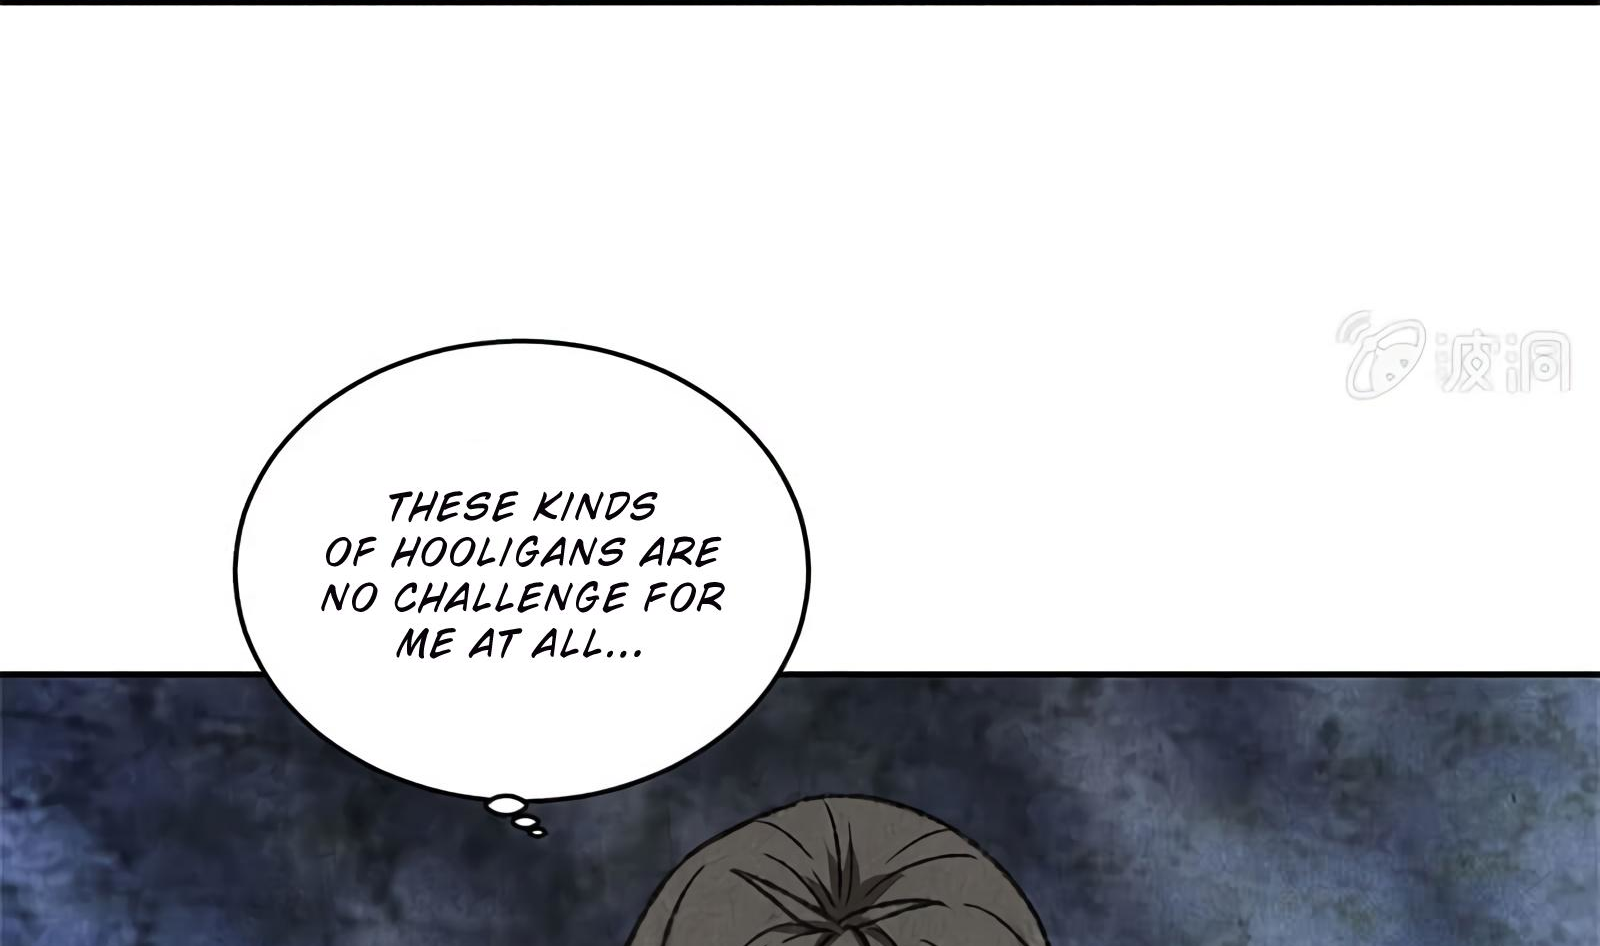 波洞
THESE KINDS
OF HOOLIGANS ARE
NO CHALLENGE FOR
ME AT ALL...